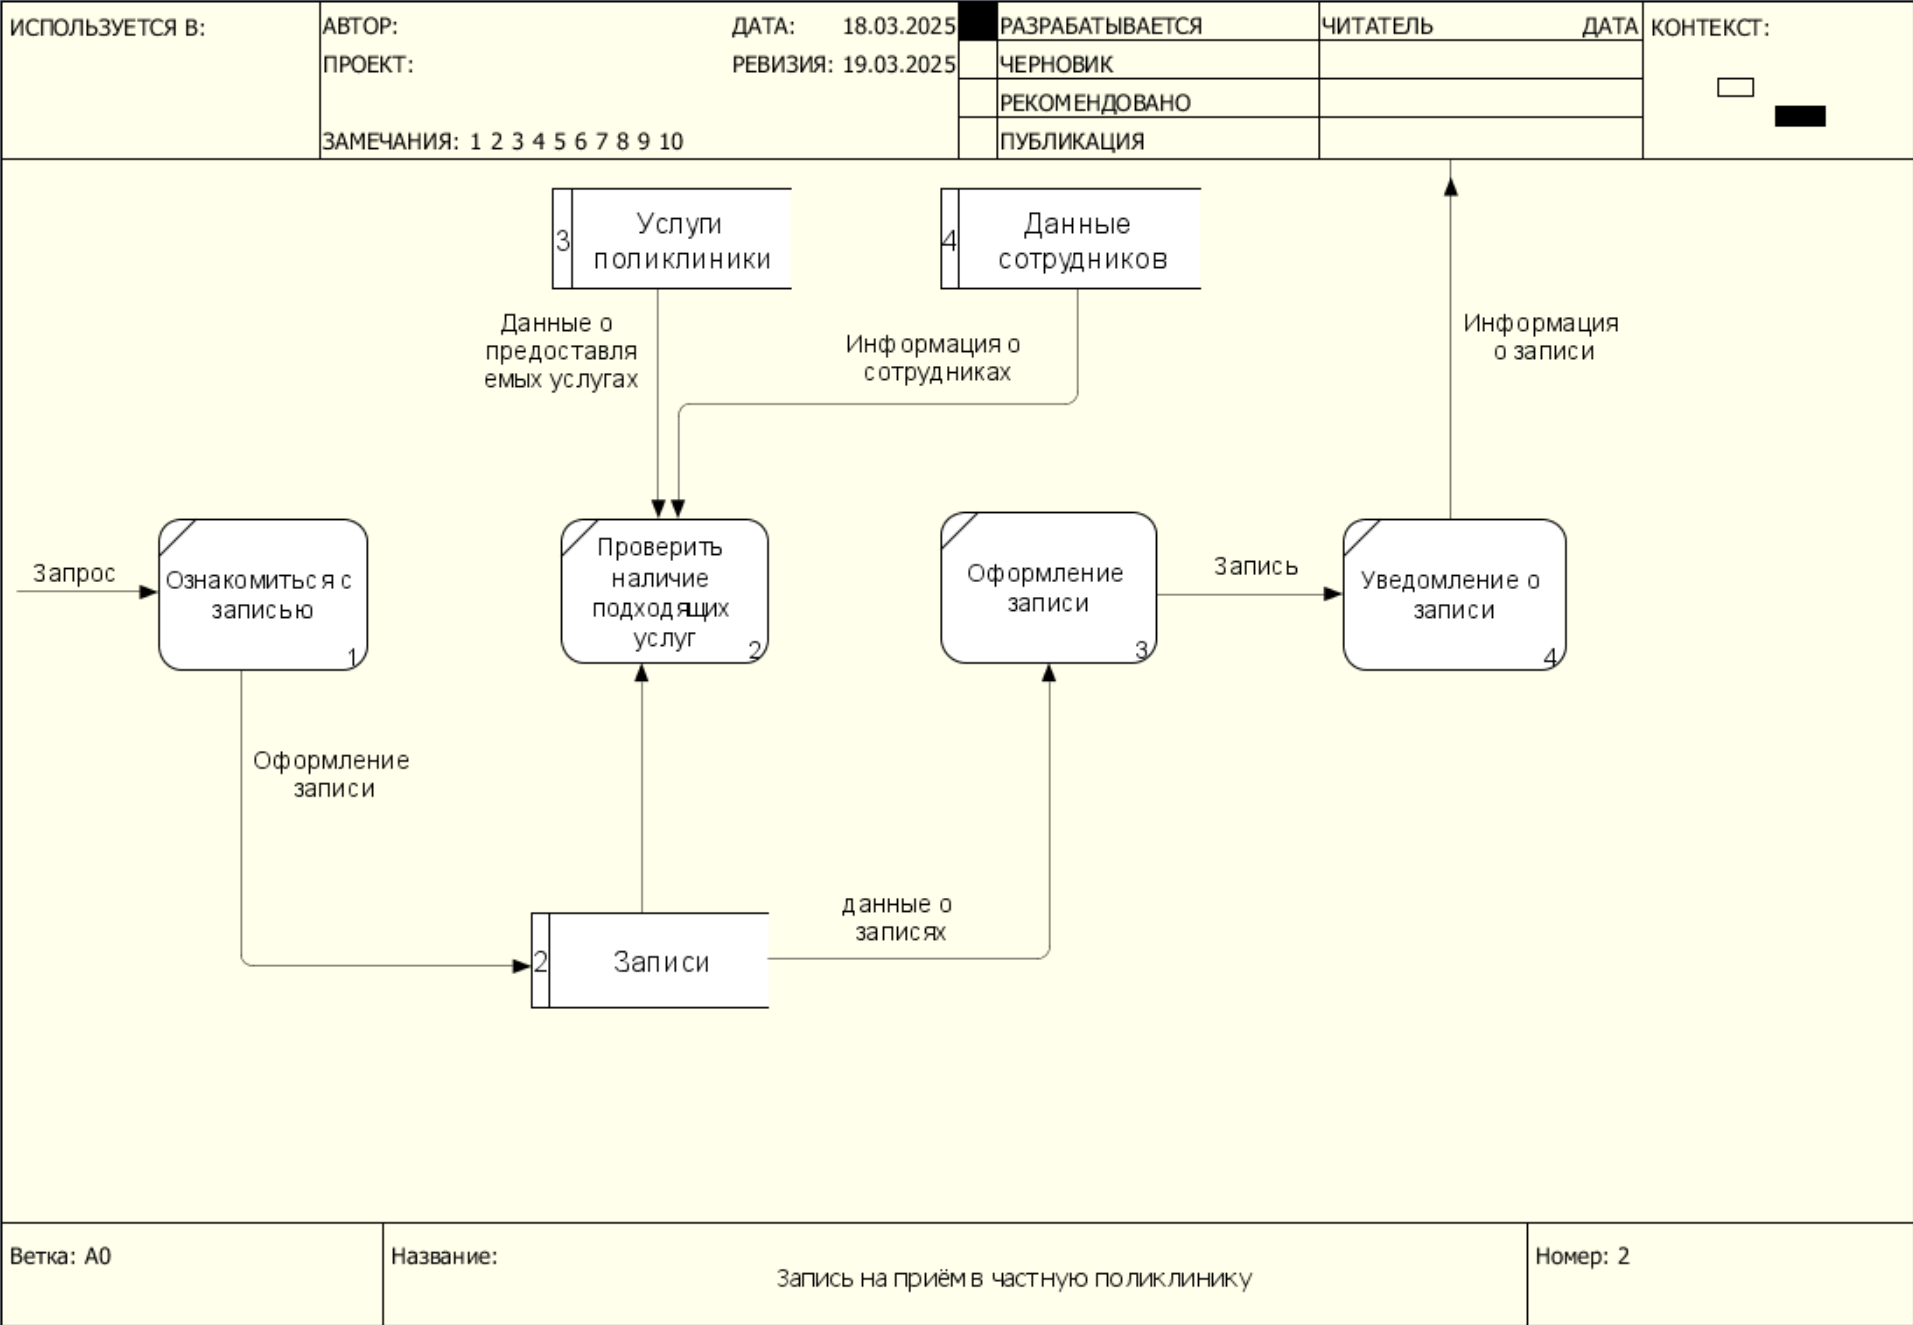 ИСПОЛЬЗУЕТСЯ В:
АВТОР:
ДАТА: 18.03.2025
ПРОЕКТ:
РЕВИЗИЯ: 19.03.2025
ЗАМЕЧАНИЯ: 1 2 3 4 5 6 7 8 9 10
РАЗРАБАТЫВАЕТСЯ
ЧЕРНОВИК
РЕКОМЕНДОВАНО
ПУБЛИКАЦИЯ
ЧИТАТЕЛЬ
ДАТА
КОНТЕКСТ:
3
Услуги
поликлиники
4
Данные
сотрудников
Данные о
предоставля
емых услугах
Информация о
сотрудниках
Информация
о записи
Запрос
Ознакомиться с
записью
1
Проверить
наличие
подходящих
услуг
2
Оформление
записи
3
Запись
Уведомление о
записи
4
Оформление
записи
данные о
записях
2
Записи
Ветка: A0
Название:
Запись на приём в частную поликлинику
Номер: 2